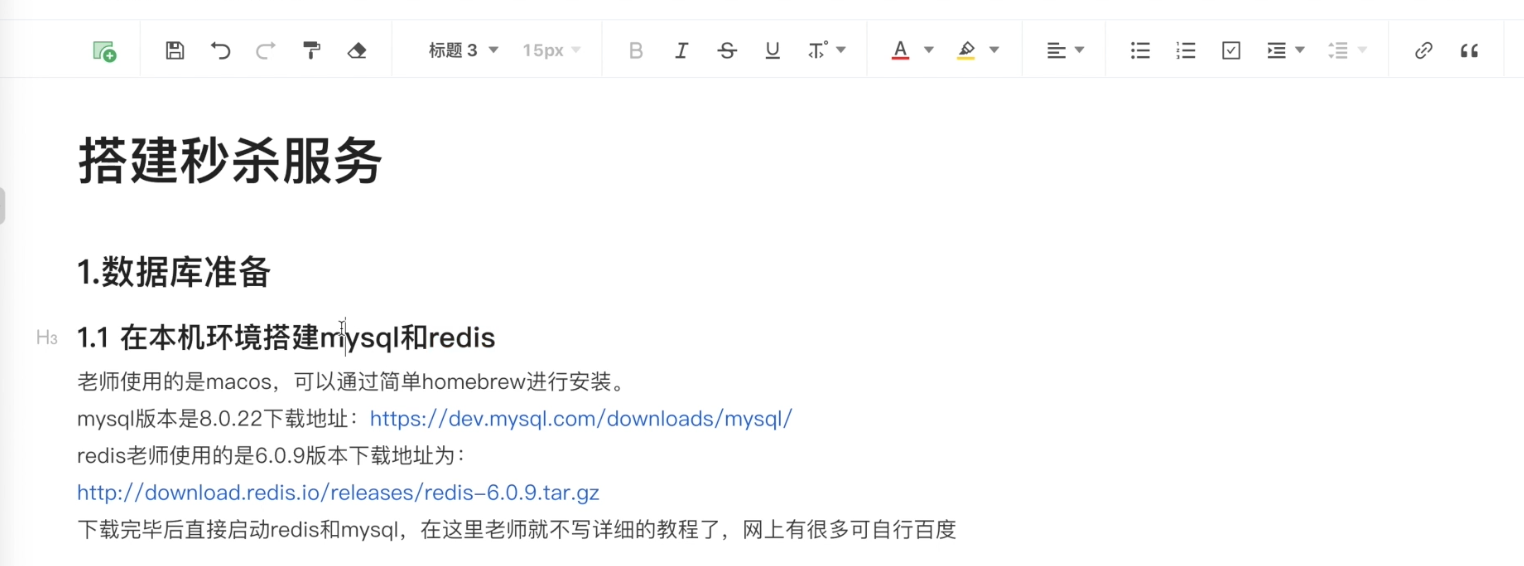 标题 3 15px
搭建秒杀服务
1.数据库准备
H3 1.1 在本机环境搭建mysql和redis
老师使用的是macos，可以通过简单homebrew进行安装。
mysql版本是8.0.22下载地址：https://dev.mysql.com/downloads/mysql/
redis老师使用的是6.0.9版本下载地址为：
http://download.redis.io/releases/redis-6.0.9.tar.gz
下载完毕后直接启动redis和mysql，在这里老师就不写详细的教程了，网上有很多可自行百度